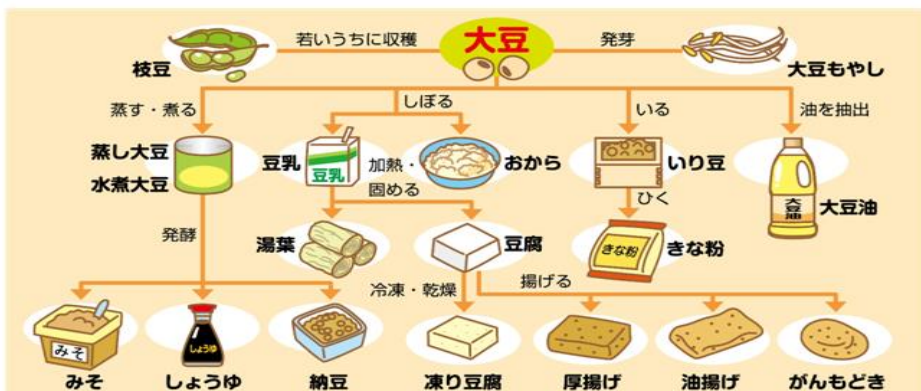 若いうちに収穫
大豆
発芽
枝豆
大豆もやし
蒸す・煮る
しぼる
いる
油を抽出
蒸し大豆
水煮大豆
豆乳
豆乳
加熱・
固める
おから
いり豆
大豆油
大豆油
ひく
発酵
湯葉
豆腐
きな粉
きな粉
冷凍・乾燥
揚げる
みそ
しょうゆ
みそ
しょうゆ
納豆
凍り豆腐
厚揚げ
油揚げ
がんもどき